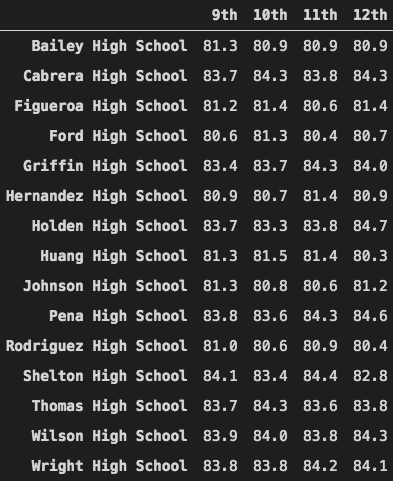 9th 10th 11th 12th
Bailey High School 81.3 80.9 80.9 80.9
Cabrera High School 83.7 84.3 83.8 84.3
Figueroa High School 81.2 81.4 80.6 81.4
Ford High School 80.6 81.3 80.4 80.7
Griffin High School 83.4 83.7 84.3 84.0
Hernandez High School 80.9 80.7 81.4 80.9
Holden High School 83.7 83.3 83.8 84.7
Huang High School 81.3 81.5 81.4 80.3
Johnson High School 81.3 80.8 80.6 81.2
Pena High School 83.8 83.6 84.3 84.6
Rodriguez High School 81.0 80.6 80.9 80.4
Shelton High School 84.1 83.4 84.4 82.8
Thomas High School 83.7 84.3 83.6 83.8
Wilson High School 83.9 84.0 83.8 84.3
Wright High School 83.8 83.8 84.2 84.1